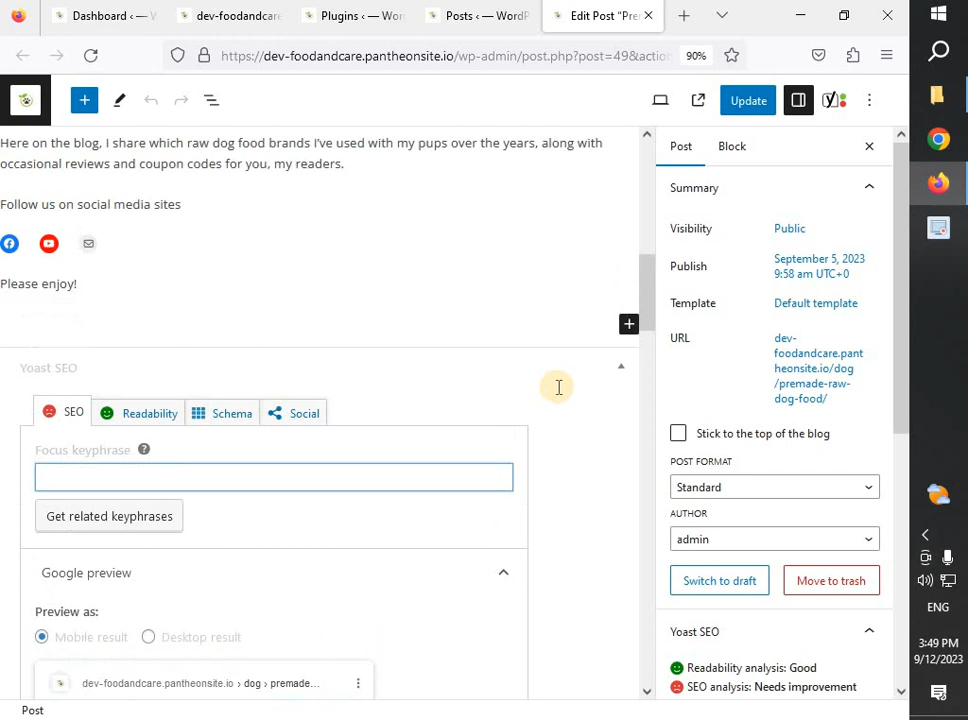 Dashboard ‹ — WordP
dev-foodandcare
Plugins ‹ — Wor
Posts ‹ — WordP
Edit Post "Prem
https://dev-foodandcare.pantheonsite.io/wp-admin/post.php?post=49&actio
90%
Update
Here on the blog, I share which raw dog food brands I've used with my pups over the years, along with
occasional reviews and coupon codes for you, my readers.
Follow us on social media sites
Please enjoy!
Yoast SEO
SEO
Readability
Schema
Social
Focus keyphrase
Get related keyphrases
Google preview
Preview as:
Mobile result
Desktop result
dev-foodandcare.pantheonsite.io › dog › premade...
Post
Block
Summary
Visibility
Public
Publish
September 5, 2023
9:58 am UTC+0
Template
Default template
URL
dev-
foodandcare.pant
heonsite.io/dog
/premade-raw-
dog-food/
Stick to the top of the blog
POST FORMAT
Standard
AUTHOR
admin
Switch to draft
Move to trash
Yoast SEO
Readability analysis: Good
SEO analysis: Needs improvement
Post
ENG
3:49 PM
9/12/2023